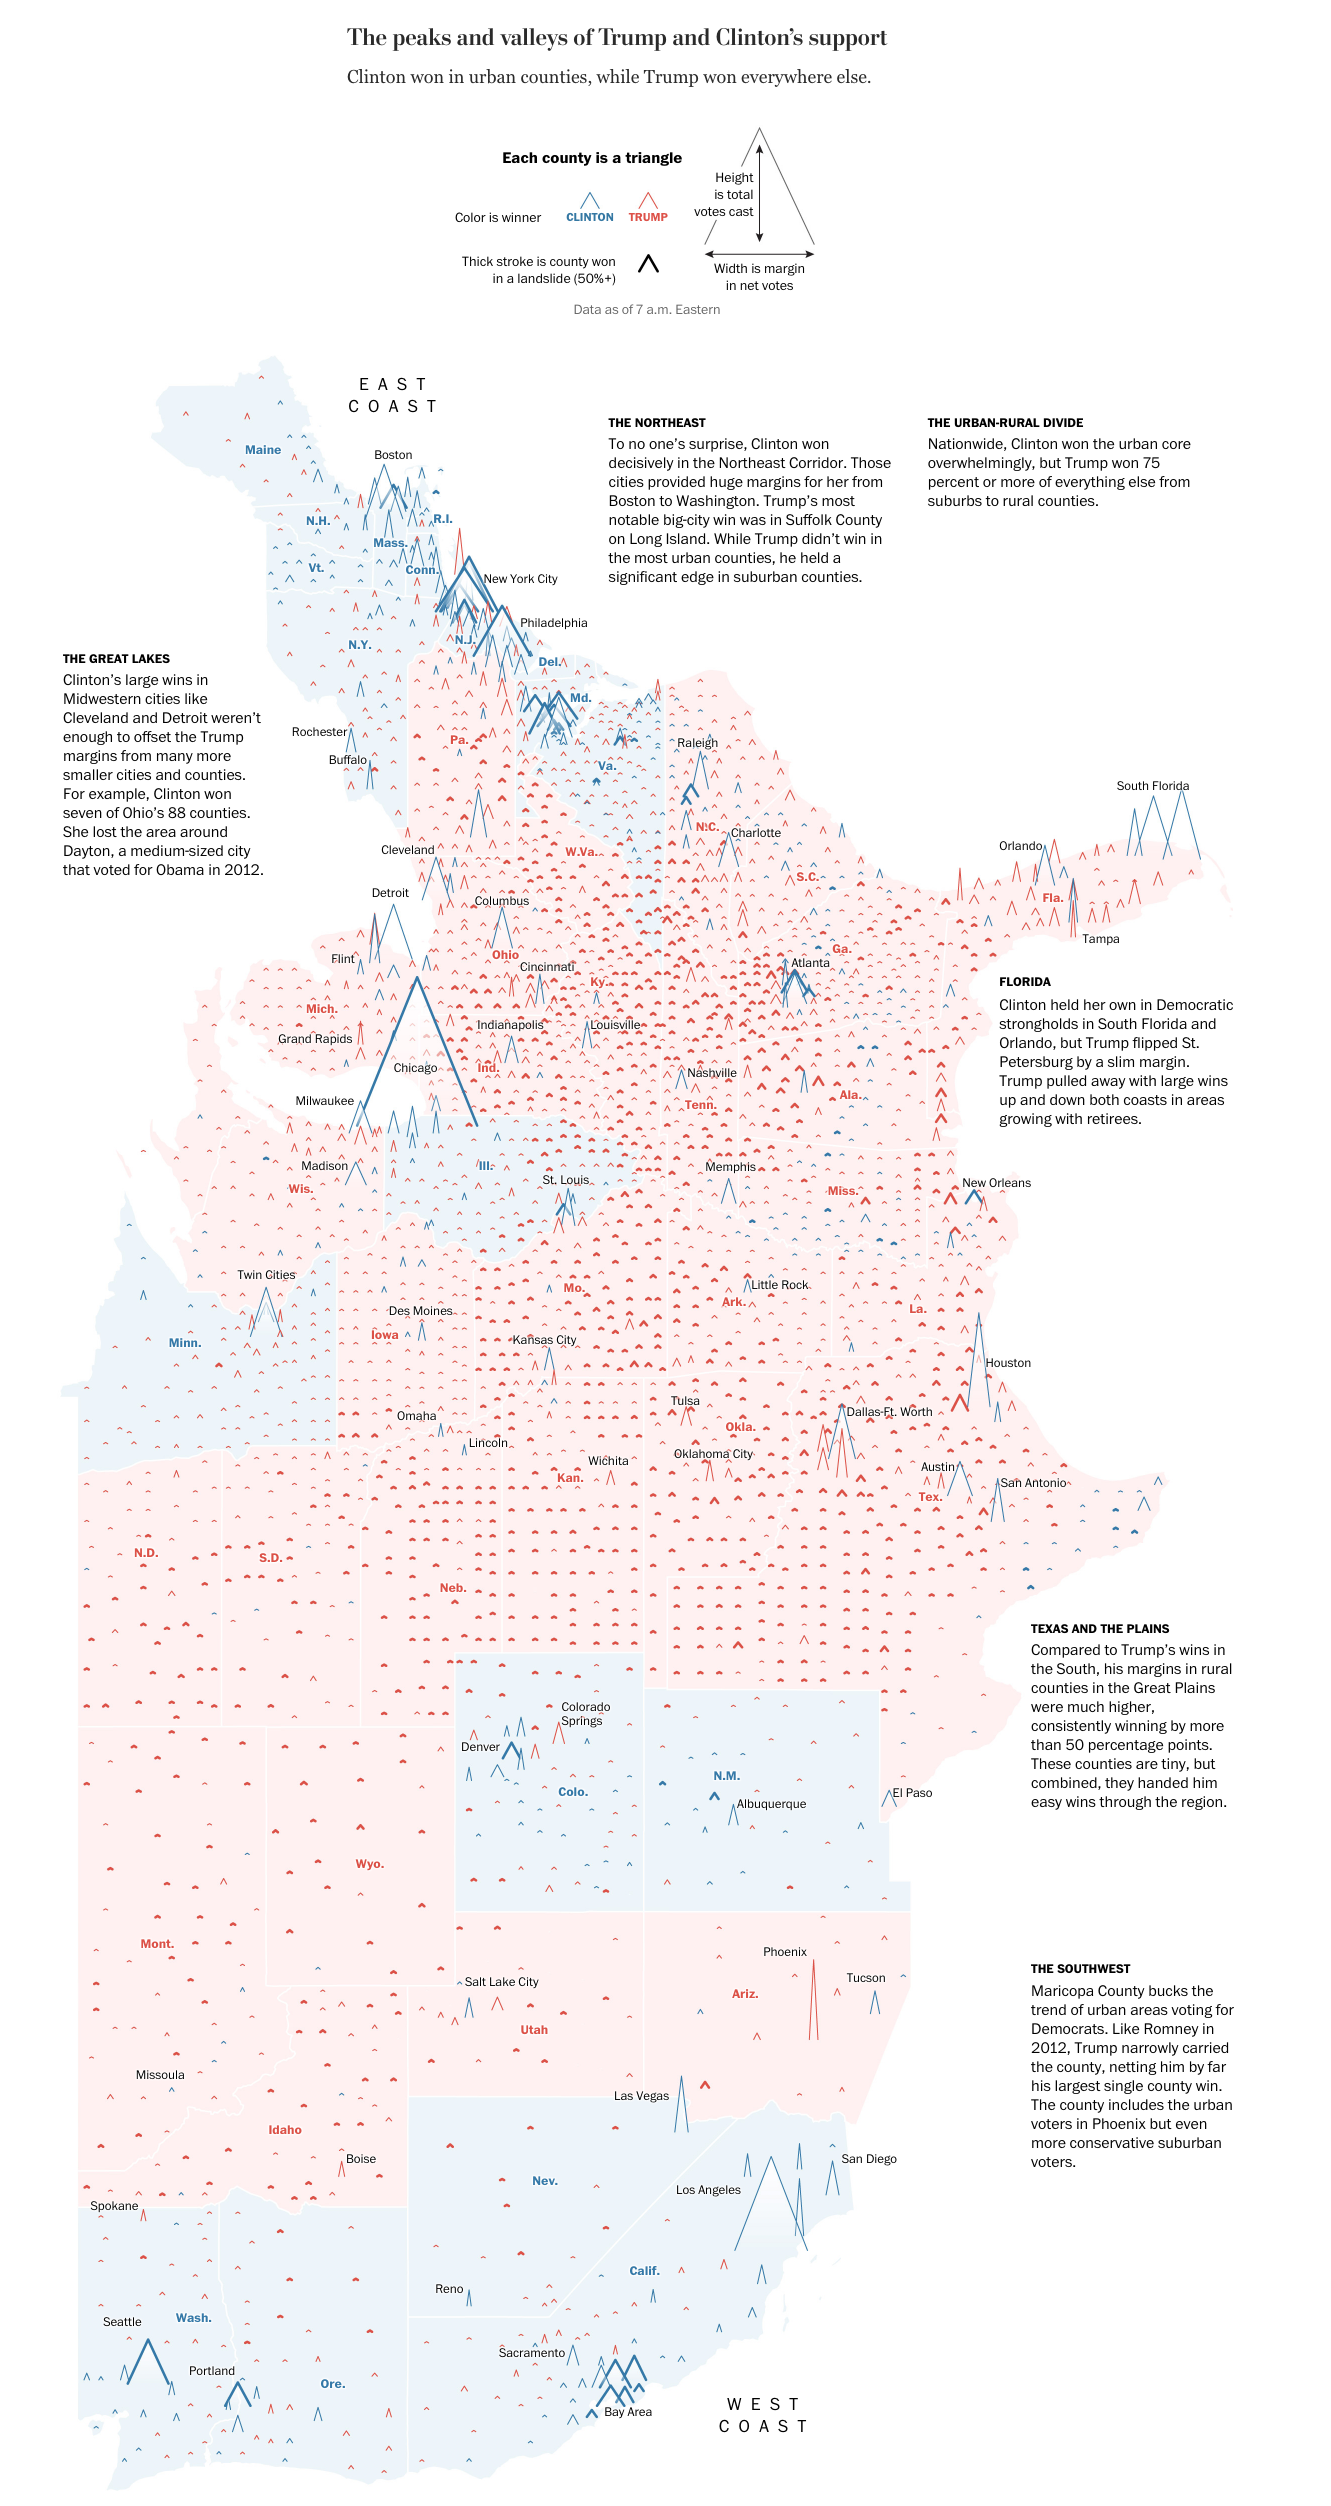 The peaks and valleys of Trump and Clinton's support
Clinton won in urban counties, while Trump won everywhere else.
Each county is a triangle
Color is winner
CLINTON
TRUMP
Thick stroke is county won
in a landslide (50%+)
Height
is total
votes cast
Width is margin
in net votes
Data as of 7 a.m. Eastern
EAST
COAST
THE NORTHEAST
To no one's surprise, Clinton won
decisively in the Northeast Corridor. Those
cities provided huge margins for her from
Boston to Washington. Trump's most
notable big-city win was in Suffolk County
on Long Island. While Trump didn't win in
the most urban counties, he held a
significant edge in suburban counties.
THE URBAN-RURAL DIVIDE
Nationwide, Clinton won the urban core
overwhelmingly, but Trump won 75
percent or more of everything else from
suburbs to rural counties.
Maine
Boston
N.H.
R.I.
Mass.
Vt.
Conn.
New York City
Philadelphia
N.Y.
N.J.
Del.
THE GREAT LAKES
Clinton's large wins in
Midwestern cities like
Cleveland and Detroit weren't
enough to offset the Trump
margins from many more
smaller cities and counties.
For example, Clinton won
seven of Ohio's 88 counties.
She lost the area around
Dayton, a medium-sized city
that voted for Obama in 2012.
Md.
Rochester
Pa.
Raleigh
Buffalo
Va.
South Florida
N.C.
Charlotte
Orlando
Cleveland
W.Va.
S.C.
Detroit
Columbus
Fla.
Tampa
Flint
Ohio
Cincinnati
Ga.
Atlanta
Ky.
FLORIDA
Clinton held her own in Democratic
strongholds in South Florida and
Orlando, but Trump flipped St.
Petersburg by a slim margin.
Trump pulled away with large wins
up and down both coasts in areas
growing with retirees.
Mich.
Grand Rapids
Indianapolis
Louisville
Chicago
Ind.
Nashville
Milwaukee
Tenn.
Ala.
Madison
Ill.
Memphis
Wis.
St. Louis
Miss.
New Orleans
Twin Cities
Mo.
Little Rock
Ark.
La.
Des Moines
Minn.
Iowa
Kansas City
Houston
Tulsa
Omaha
Okla.
Dallas-Ft. Worth
Lincoln
Oklahoma City
Wichita
Kan.
Austin
San Antonio
Tex.
N.D.
S.D.
Neb.
TEXAS AND THE PLAINS
Compared to Trump's wins in
the South, his margins in rural
counties in the Great Plains
were much higher,
consistently winning by more
than 50 percentage points.
These counties are tiny, but
combined, they handed him
easy wins through the region.
Colorado
Springs
Denver
Colo.
N.M.
Albuquerque
El Paso
Wyo.
Mont.
Phoenix
Tucson
Salt Lake City
Ariz.
Utah
THE SOUTHWEST
Maricopa County bucks the
trend of urban areas voting for
Democrats. Like Romney in
2012, Trump narrowly carried
the county, netting him by far
his largest single county win.
The county includes the urban
voters in Phoenix but even
more conservative suburban
voters.
Missoula
Las Vegas
Idaho
Boise
San Diego
Nev.
Los Angeles
Spokane
Calif.
Reno
Seattle
Wash.
Sacramento
Portland
Ore.
Bay Area
WEST
COAST